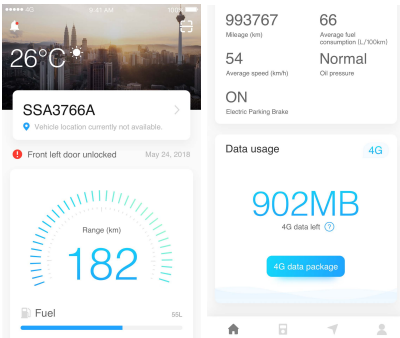 4G 9:41 AM 100%
26°C
SSA3766A
Vehicle location currently not available.
Front left door unlocked May 24, 2018
Range (km)
182
Fuel 55L
993767
Mileage (km)
66
Average fuel
consumption (L/100km)
54
Average speed (km/h)
Normal
Oil pressure
ON
Electric Parking Brake
Data usage 4G
902MB
4G data left ?
4G data package